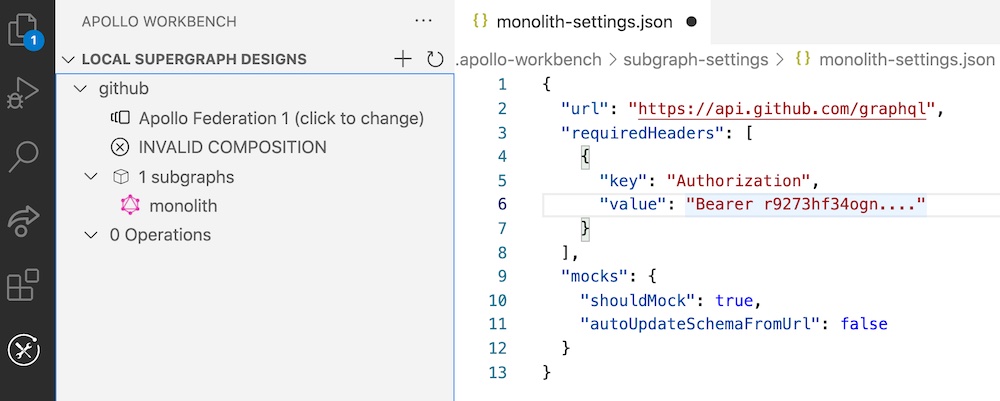 1
APOLLO WORKBENCH ...
LOCAL SUPERGRAPH DESIGNS
github
Apollo Federation 1 (click to change)
INVALID COMPOSITION
1 subgraphs
monolith
0 Operations
{} monolith-settings.json
.apollo-workbench > subgraph-settings > {} monolith-settings.json
1 {
2 "url": "https://api.github.com/graphql",
3 "requiredHeaders": [
4 {
5 "key": "Authorization",
6 "value": "Bearer r9273hf34ogn...."
7 }
8 ],
9 "mocks": {
10 "shouldMock": true,
11 "autoUpdateSchemaFromUrl": false
12 }
13 }